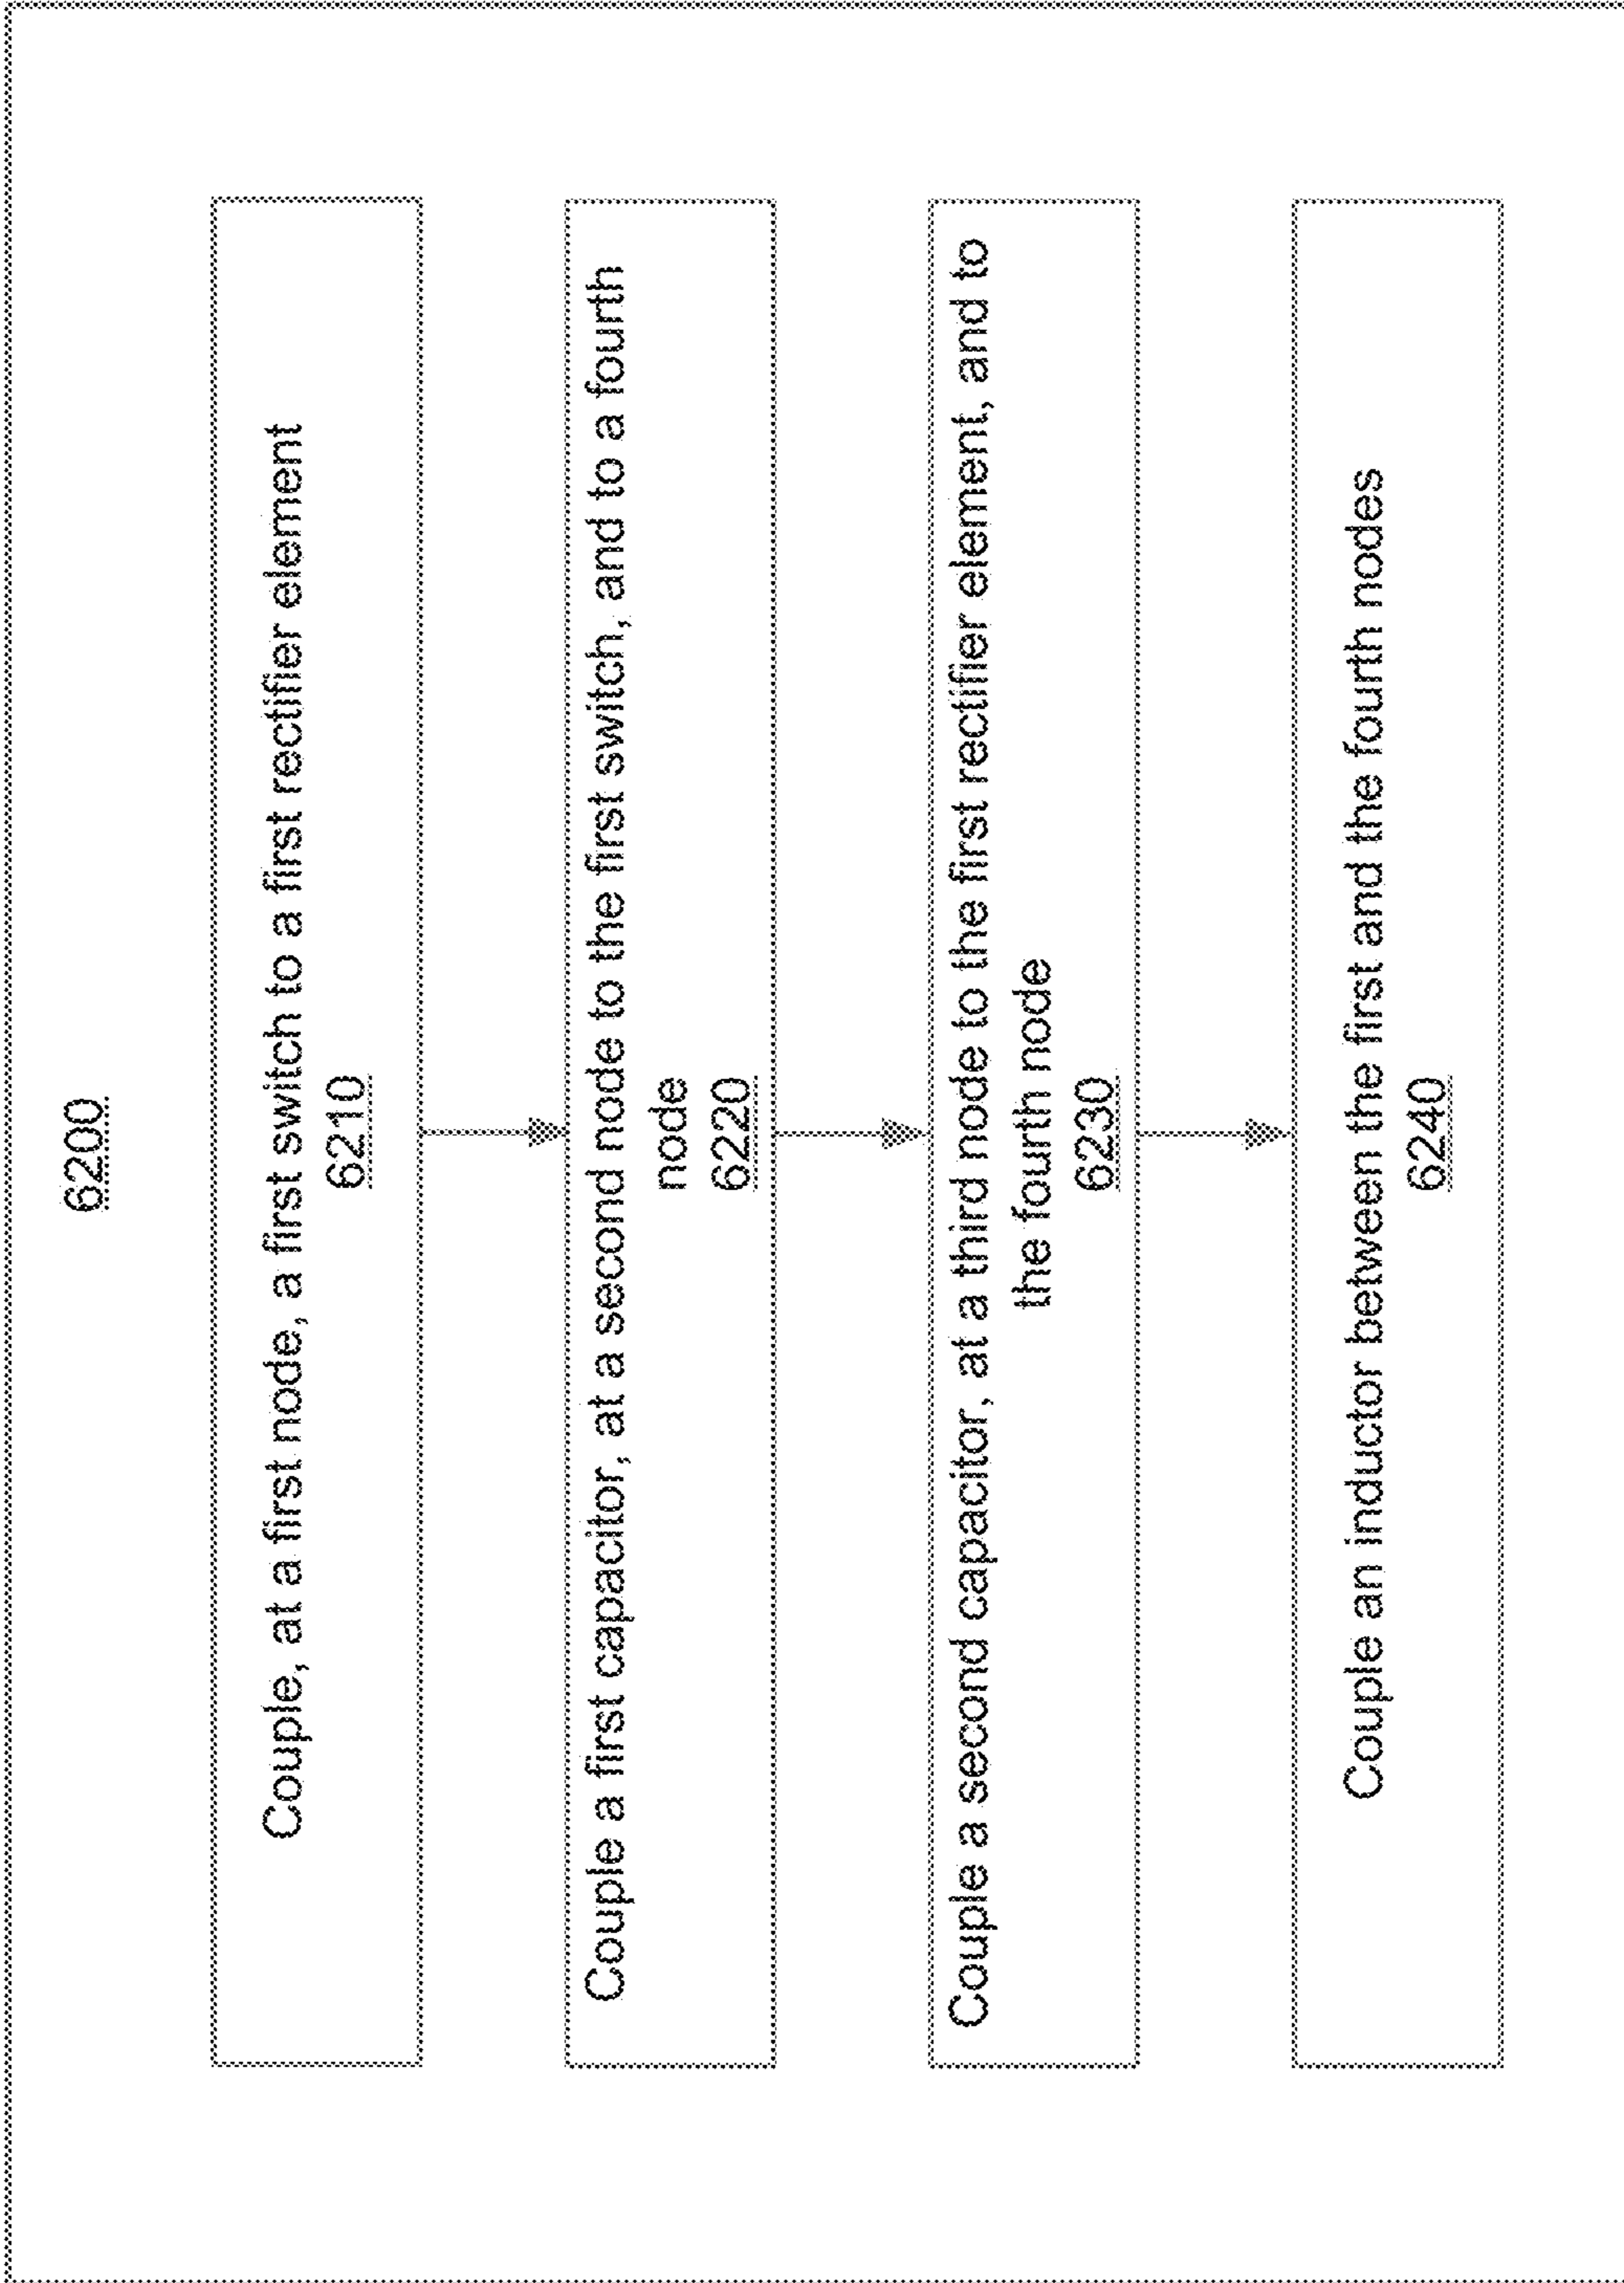 6200
Couple, at a first node, a first switch to a first rectifier element
6210
Couple a first capacitor, at a second node to the first switch, and to a fourth
node
6220
Couple a second capacitor, at a third node to the first rectifier element, and to
the fourth node
6230
Couple an inductor between the first and the fourth nodes
6240